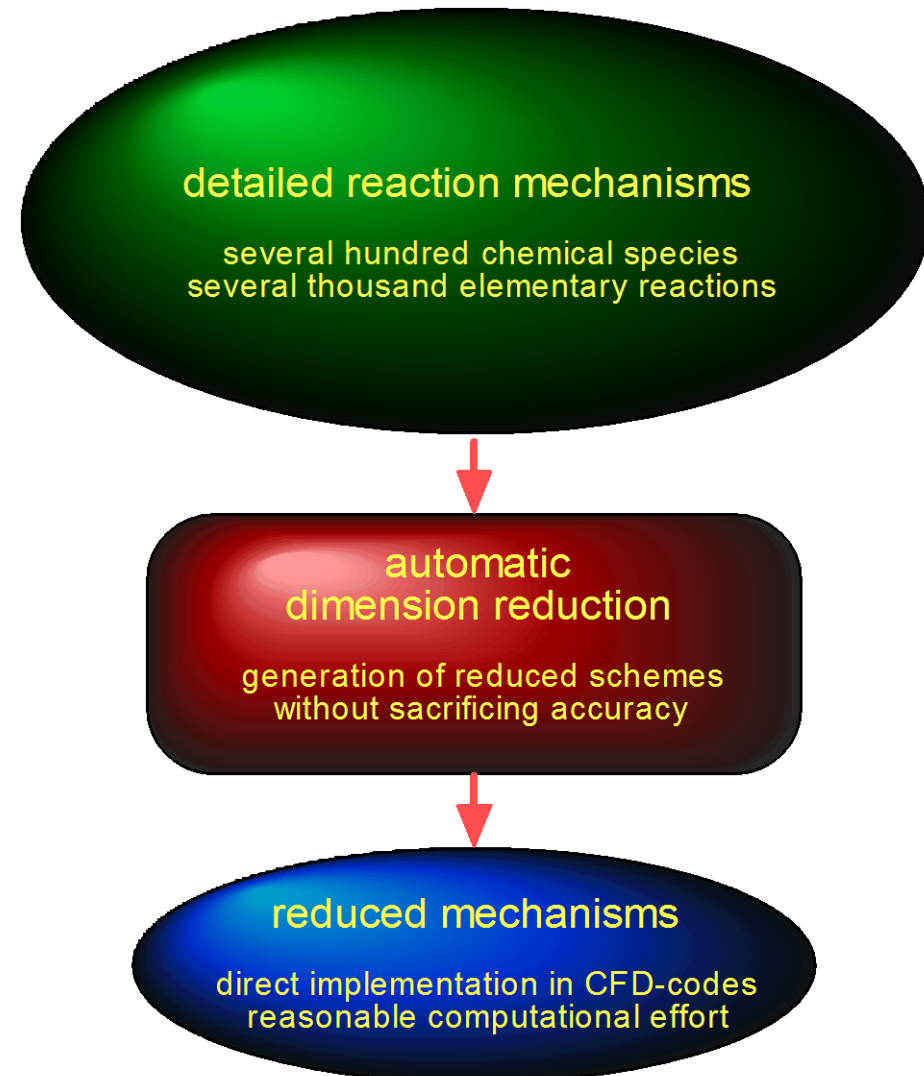 detailed reaction mechanisms
several hundred chemical species
several thousand elementary reactions
automatic
dimension reduction
generation of reduced schemes
without sacrificing accuracy
reduced mechanisms
direct implementation in CFD-codes
reasonable computational effort